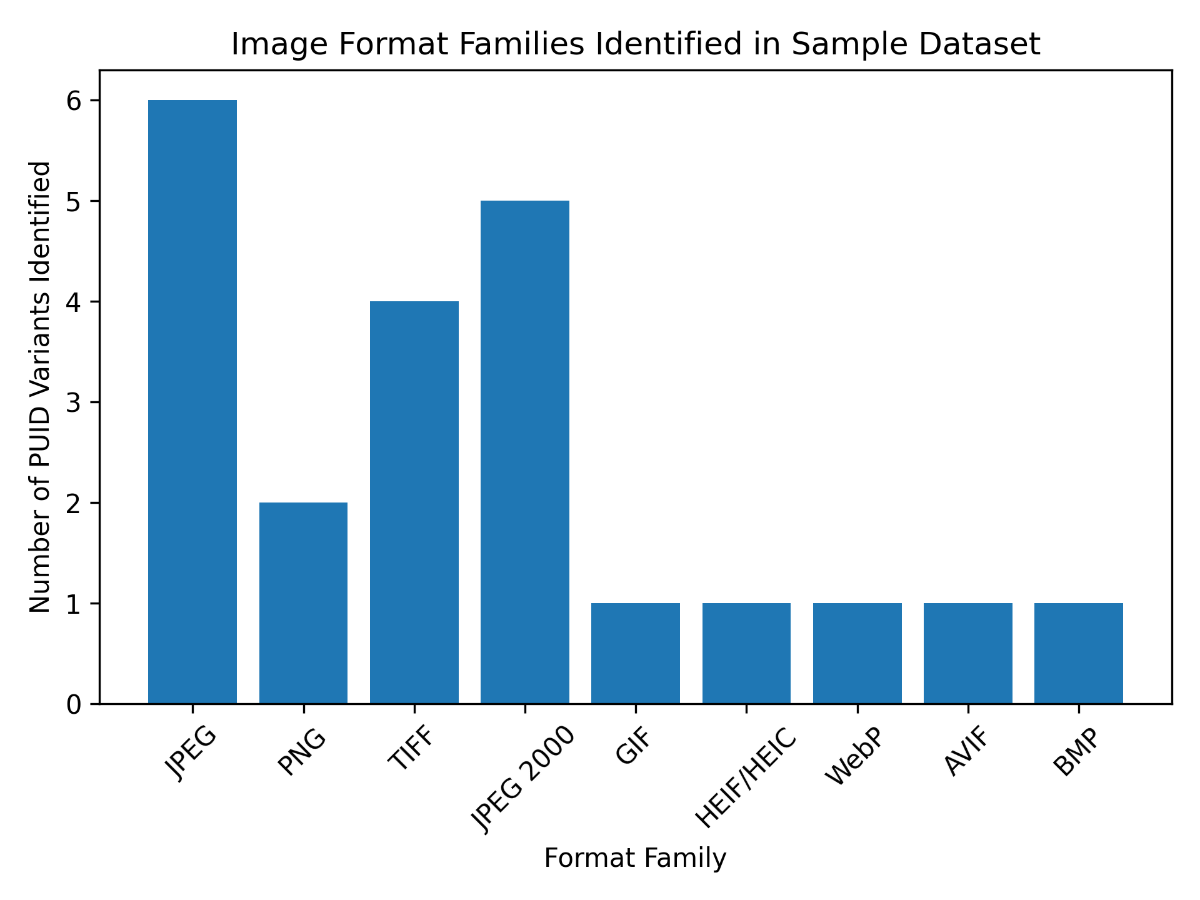 Image Format Families Identified in Sample Dataset
Number of PUID Variants Identified
6
5
4
3
2
1
0
JPEG
PNG
TIFF
JPEG 2000
GIF
HEIF/HEIC
WebP
AVIF
BMP
Format Family